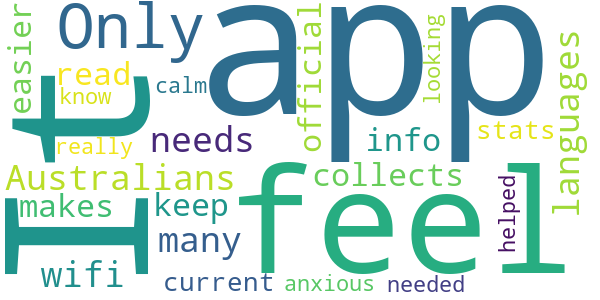 easier
Only
app
official
looking
languages
It
read
know
calm
really
needs
info
stats
Australians
collects
feel
makes
keep
many
helped
wifi
current
anxious
needed